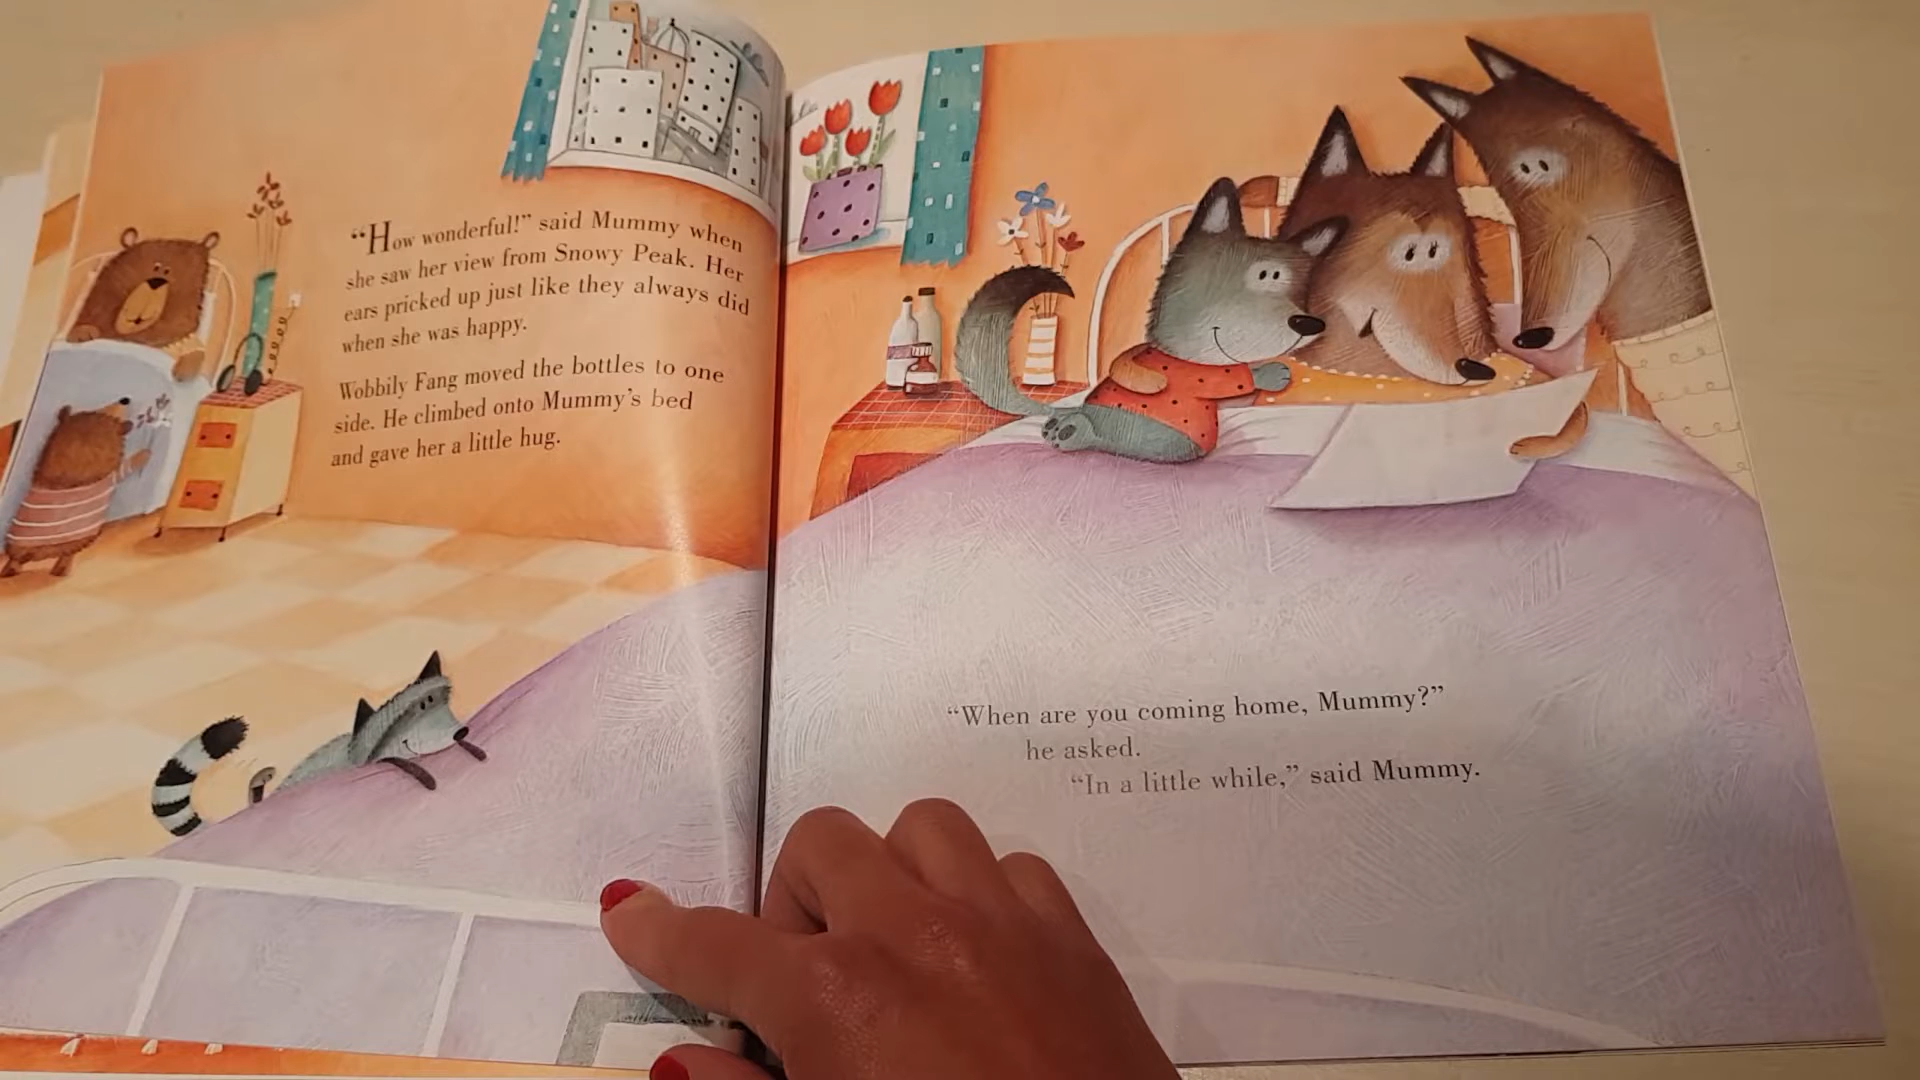 “How wonderful!” said Mummy when
she saw her view from Snowy Peak. Her
ears pricked up just like they always did
when she was happy.
Wobbily Fang moved the bottles to one
side. He climbed onto Mummy’s bed
and gave her a little hug.
“When are you coming home, Mummy?”
he asked.
“In a little while,” said Mummy.